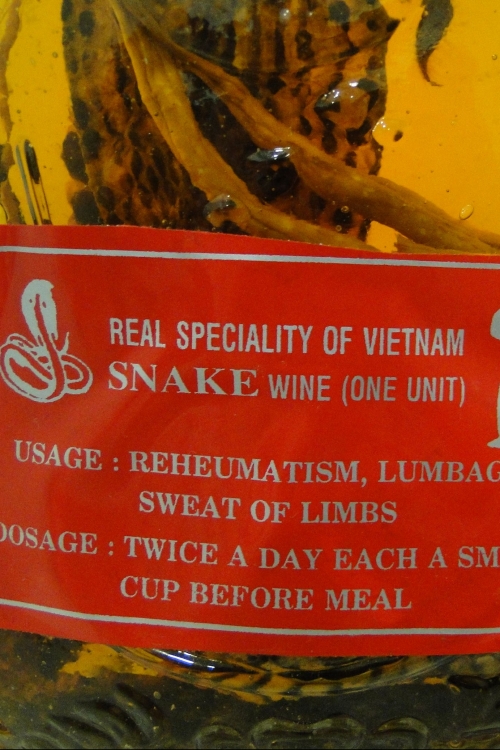 REAL SPECIALITY OF VIETNAM
SNAKE WINE (ONE UNIT)
USAGE : REHEUMATISM, LUMBAG
SWEAT OF LIMBS
DOSAGE : TWICE A DAY EACH A SM
CUP BEFORE MEAL